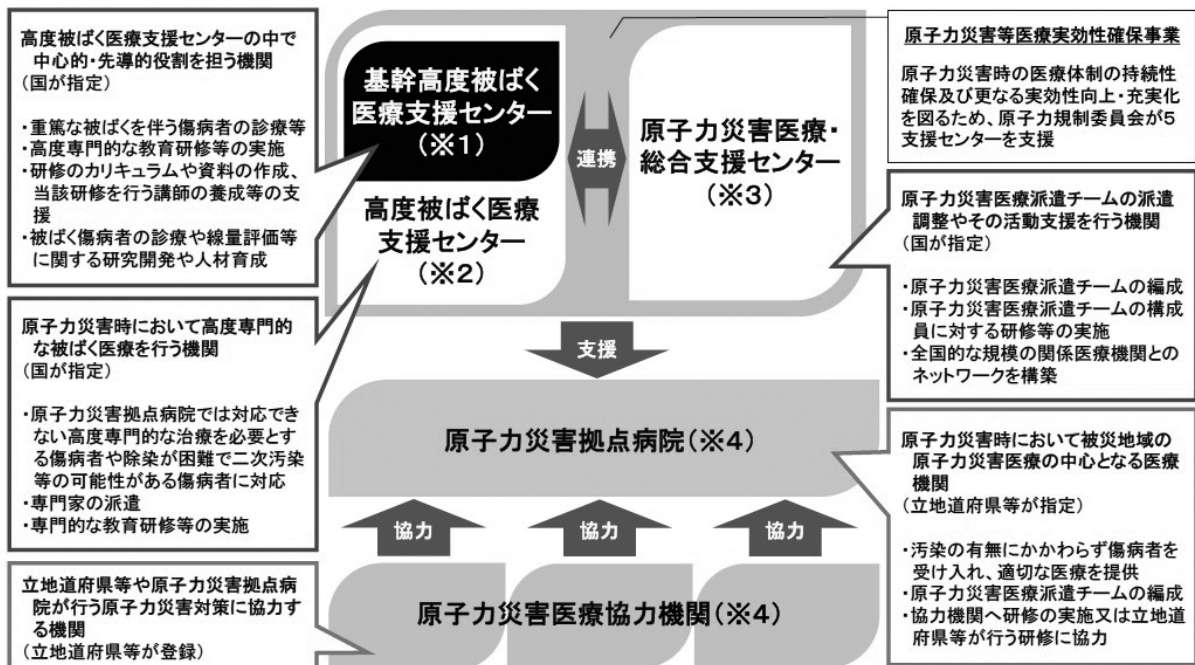 高度被ばく医療支援センターの中で
中心的・先導的役割を担う機関
(国が指定)
・重篤な被ばくを伴う傷病者の診療等
・高度専門的な教育研修等の実施
・研修のカリキュラムや資料の作成、
当該研修を行う講師の養成等の支
援
・被ばく傷病者の診療や線量評価等
に関する研究開発や人材育成
原子力災害時において高度専門的
な被ばく医療を行う機関
(国が指定)
・原子力災害拠点病院では対応でき
ない高度専門的な治療を必要とす
る傷病者や除染が困難で二次汚染
等の可能性がある傷病者に対応
・専門家の派遣
・専門的な教育研修等の実施
立地道府県等や原子力災害拠点病
院が行う原子力災害対策に協力す
る機関
(立地道府県等が登録)
基幹高度被ばく
医療支援センター
(※1)
高度被ばく医療
支援センター
(※2)
連携
原子力災害医療・
総合支援センター
(※3)
支援
原子力災害拠点病院(※4)
協力
協力
協力
原子力災害医療協力機関(※4)
原子力災害等医療実効性確保事業
原子力災害時の医療体制の持続性
確保及び更なる実効性向上・充実化
を図るため、原子力規制委員会が5
支援センターを支援
原子力災害医療派遣チームの派遣
調整やその活動支援を行う機関
(国が指定)
・原子力災害医療派遣チームの編成
・原子力災害医療派遣チームの構成
員に対する研修等の実施
・全国的な規模の関係医療機関との
ネットワークを構築
原子力災害時において被災地域の
原子力災害医療の中心となる医療
機関
(立地道府県等が指定)
・汚染の有無にかかわらず傷病者を
受け入れ、適切な医療を提供
・原子力災害医療派遣チームの編成
・協力機関へ研修の実施又は立地道
府県等が行う研修に協力